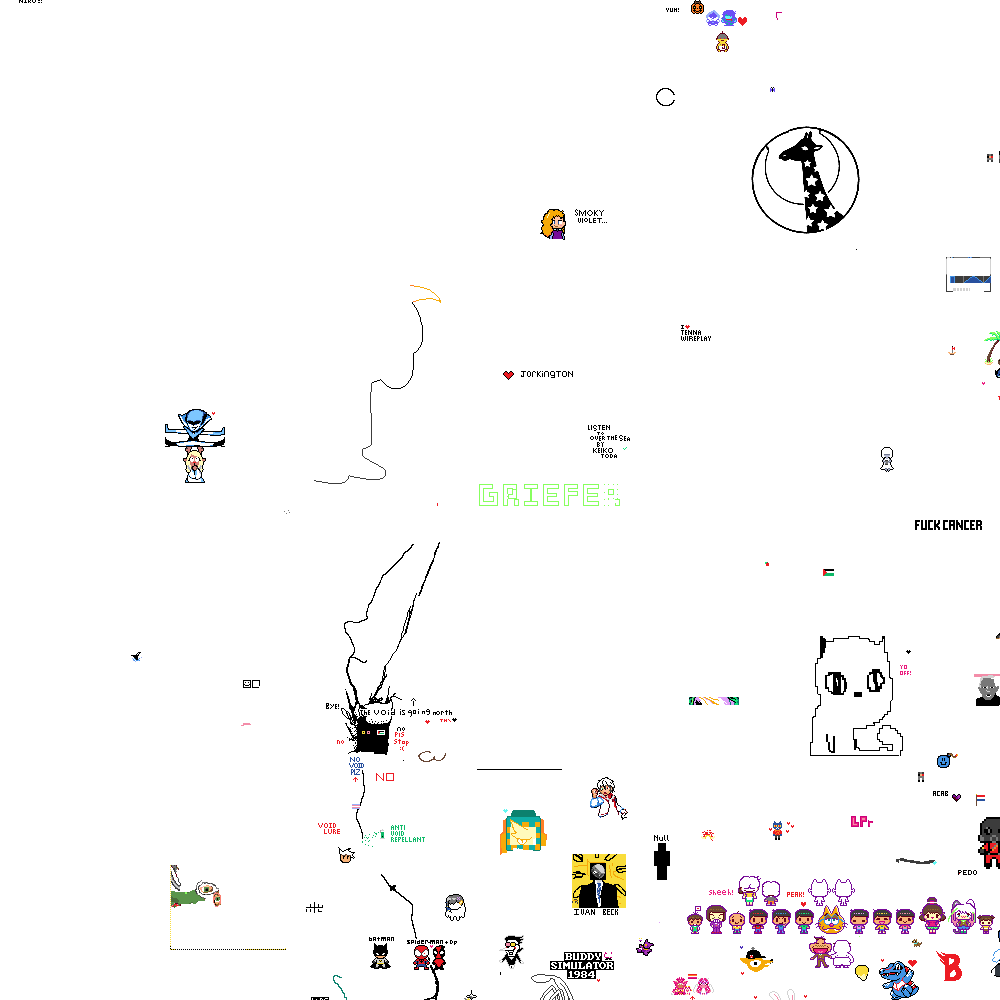 YUH!
SMOKY
VIOLET...
I♥
TENNA
WIREPLAY
JORKINGTON
LISTEN
TO
OVER THE SEA
BY
KEIKO
TODA
GRIEFER
FUCK CANCER
YO
OFF!
BYE!
THE VOID is going north
no
PLS
Stop
:(
no
NO
VOID
PLZ
NO
VOID
LURE
ANTI
VOID
REPELLANT
ACAB
Null
PEDO
IVAN BECK
sheek!
PEAK!
BATMAN
SPIDER-MAN + DP
BUDDY
SIMULATOR
1984
B